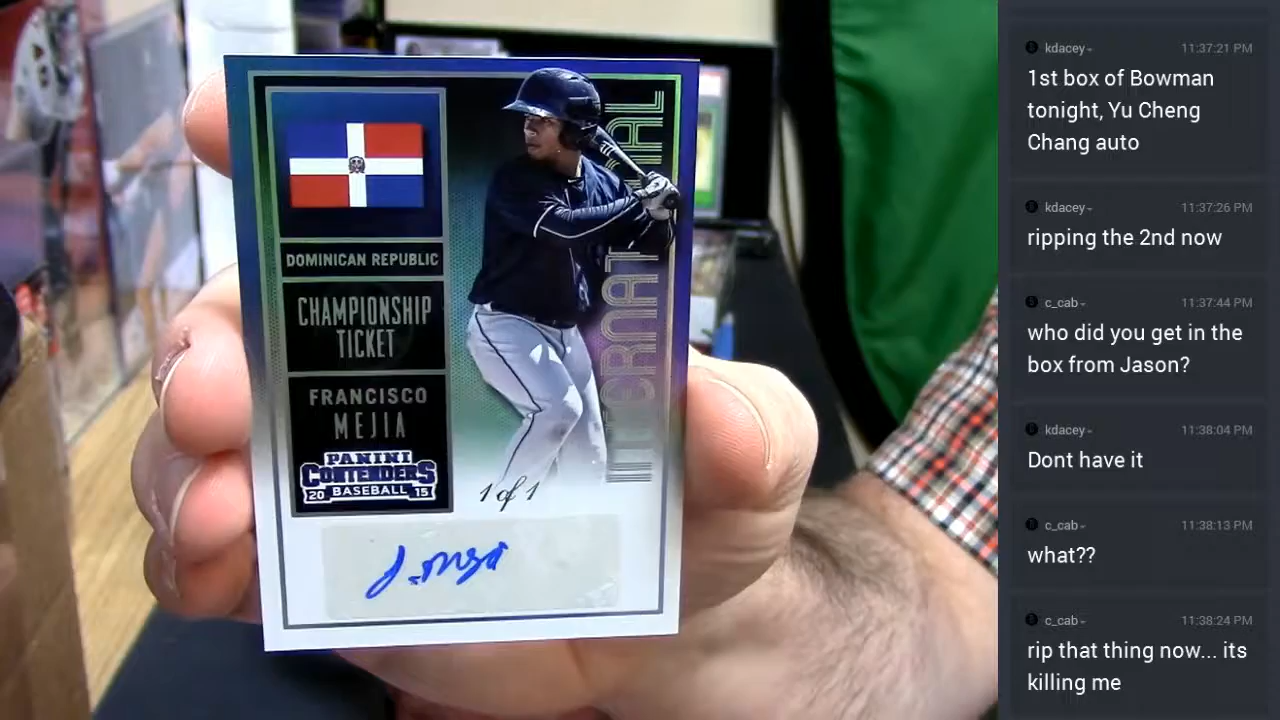 DOMINICAN REPUBLIC
CHAMPIONSHIP
TICKET
FRANCISCO
MEJIA
PANINI
CONTENDERS
20 BASEBALL 15
INTERNATIONAL
1 of 1
kdacey 11:37:21 PM
1st box of Bowman
tonight, Yu Cheng
Chang auto
kdacey 11:37:26 PM
ripping the 2nd now
c_cab 11:37:44 PM
who did you get in the
box from Jason?
kdacey 11:38:04 PM
Dont have it
c_cab 11:38:13 PM
what??
c_cab 11:38:24 PM
rip that thing now... its
killing me